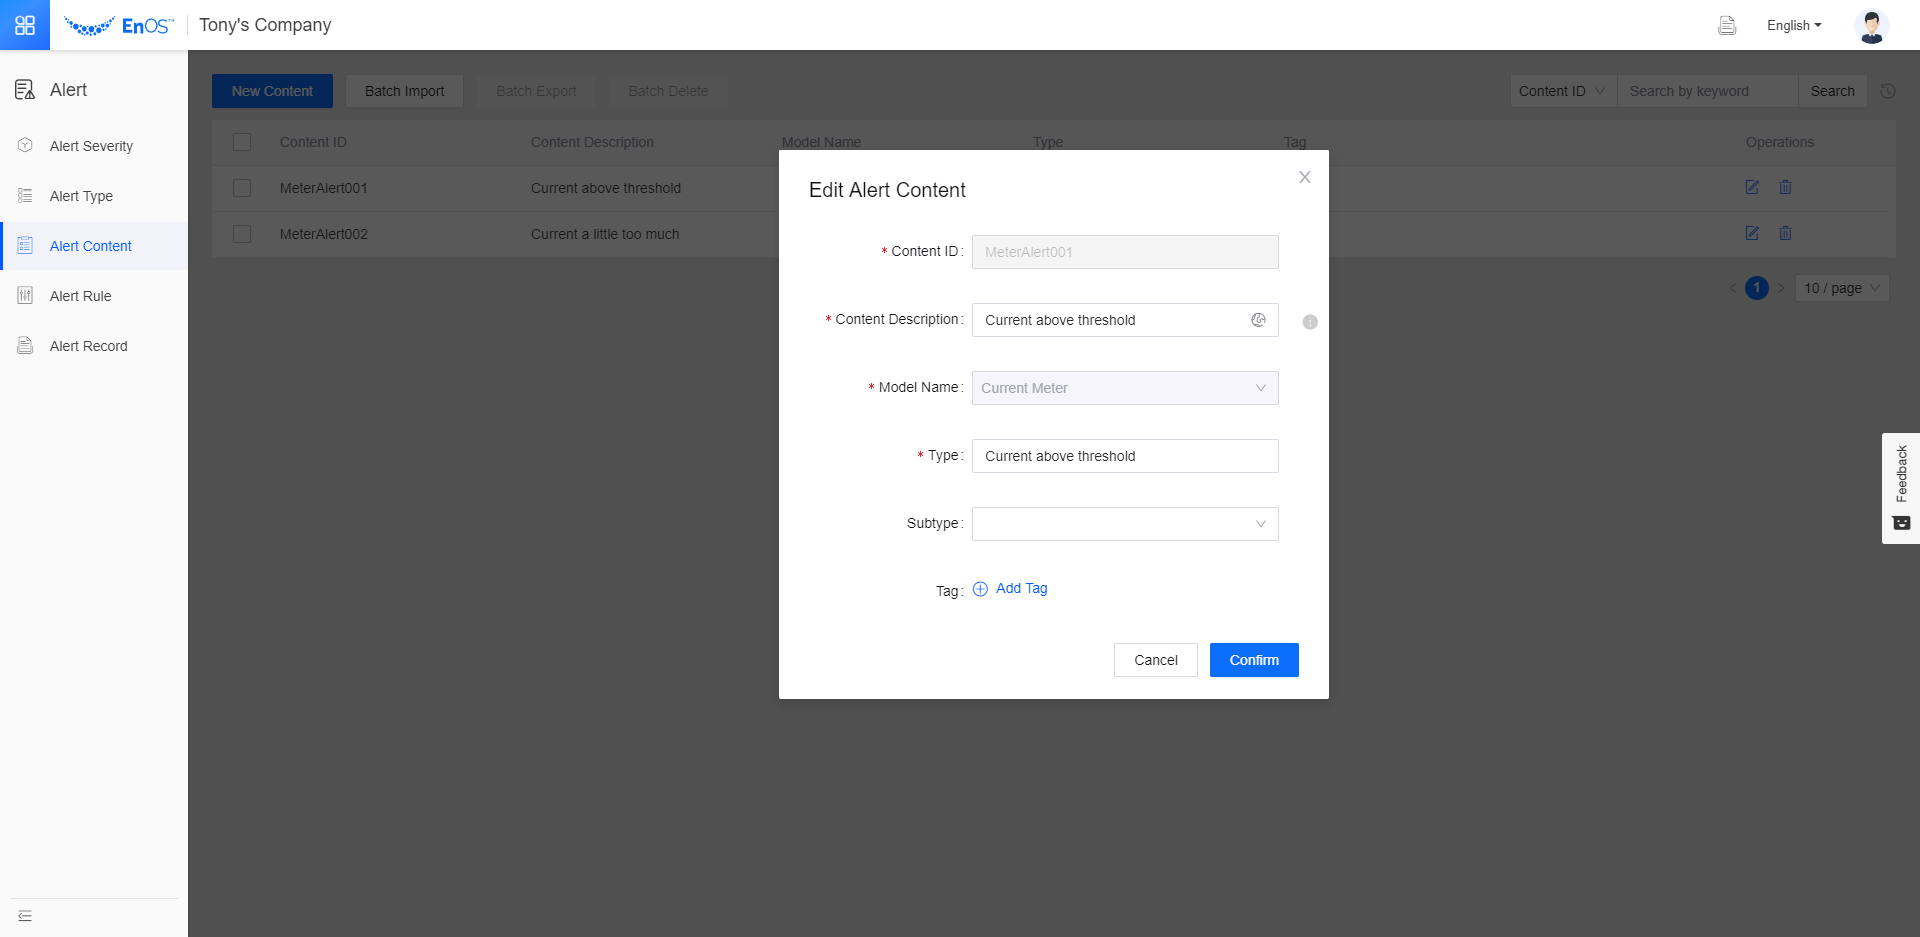 EnOS™
Tony's Company
English
Alert
Alert Severity
Alert Type
Alert Content
Alert Rule
Alert Record
New Content
Batch Import
Batch Export
Batch Delete
Content ID
Search by keyword
Search
Content ID
Content Description
Model Name
Type
Tag
Operations
MeterAlert001
Current above threshold
MeterAlert002
Current a little too much
1
10 / page
Edit Alert Content
* Content ID:
MeterAlert001
* Content Description:
Current above threshold
* Model Name:
Current Meter
* Type:
Current above threshold
Subtype:
Tag:
Add Tag
Cancel
Confirm
Feedback